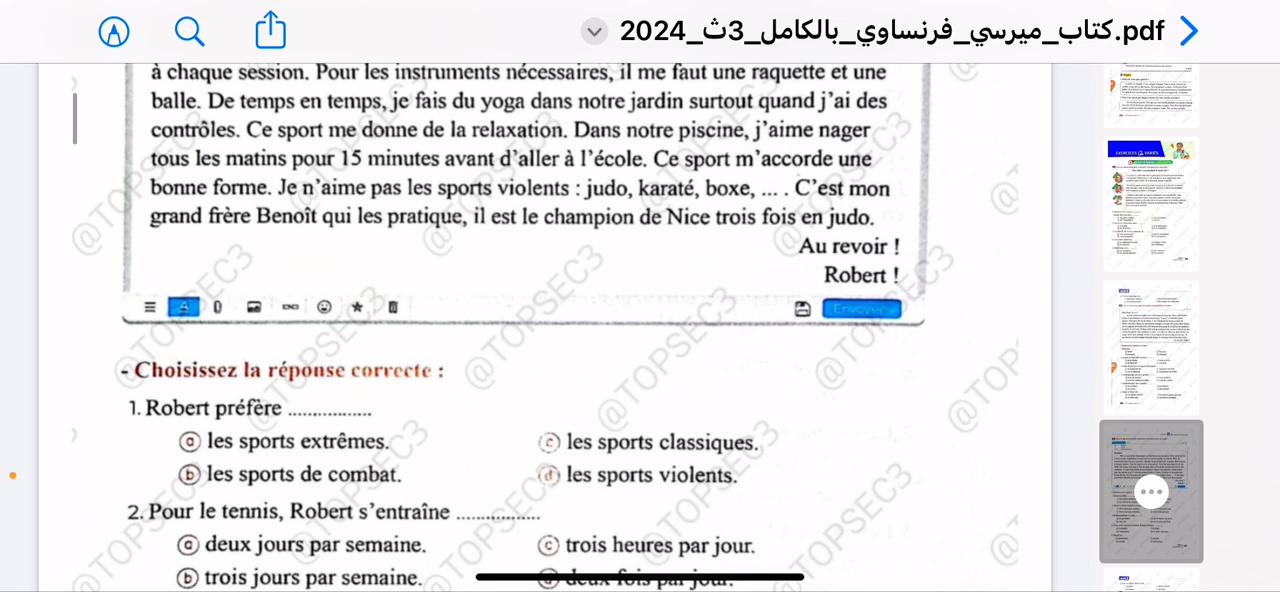 كتاب_ميرسي_فرنساوي_بالكامل_3ث_2024.pdf
à chaque session. Pour les instruments nécessaires, il me faut une raquette et une
balle. De temps en temps, je fais du yoga dans notre jardin surtout quand j'ai des
contrôles. Ce sport me donne de la relaxation. Dans notre piscine, j'aime nager
tous les matins pour 15 minutes avant d'aller à l'école. Ce sport m'accorde une
bonne forme. Je n'aime pas les sports violents : judo, karaté, boxe, ... . C'est mon
grand frère Benoît qui les pratique, il est le champion de Nice trois fois en judo.
Au revoir !
Robert !
Envoyer
- Choisissez la réponse correcte :
1. Robert préfère ................
ⓐ les sports extrêmes.
ⓒ les sports classiques.
ⓑ les sports de combat.
ⓓ les sports violents.
2. Pour le tennis, Robert s'entraîne ................
ⓐ deux jours par semaine.
ⓒ trois heures par jour.
ⓑ trois jours par semaine.
ⓓ deux fois par jour.
@TOPSEC3